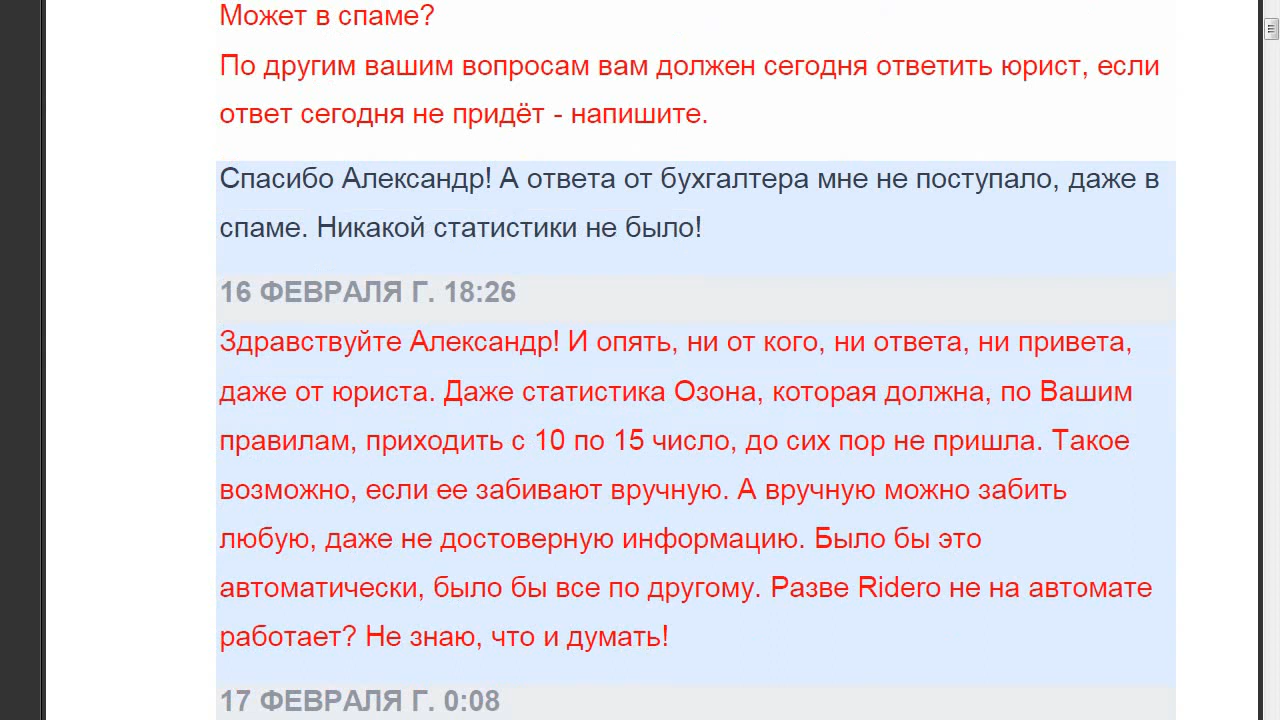 Может в спаме?
По другим вашим вопросам вам должен сегодня ответить юрист, если
ответ сегодня не придёт - напишите.
Спасибо Александр! А ответа от бухгалтера мне не поступало, даже в
спаме. Никакой статистики не было!
16 ФЕВРАЛЯ Г. 18:26
Здравствуйте Александр! И опять, ни от кого, ни ответа, ни привета,
даже от юриста. Даже статистика Озона, которая должна, по Вашим
правилам, приходить с 10 по 15 число, до сих пор не пришла. Такое
возможно, если ее забивают вручную. А вручную можно забить
любую, даже не достоверную информацию. Было бы это
автоматически, было бы все по другому. Разве Ridero не на автомате
работает? Не знаю, что и думать!
17 ФЕВРАЛЯ Г. 0:08